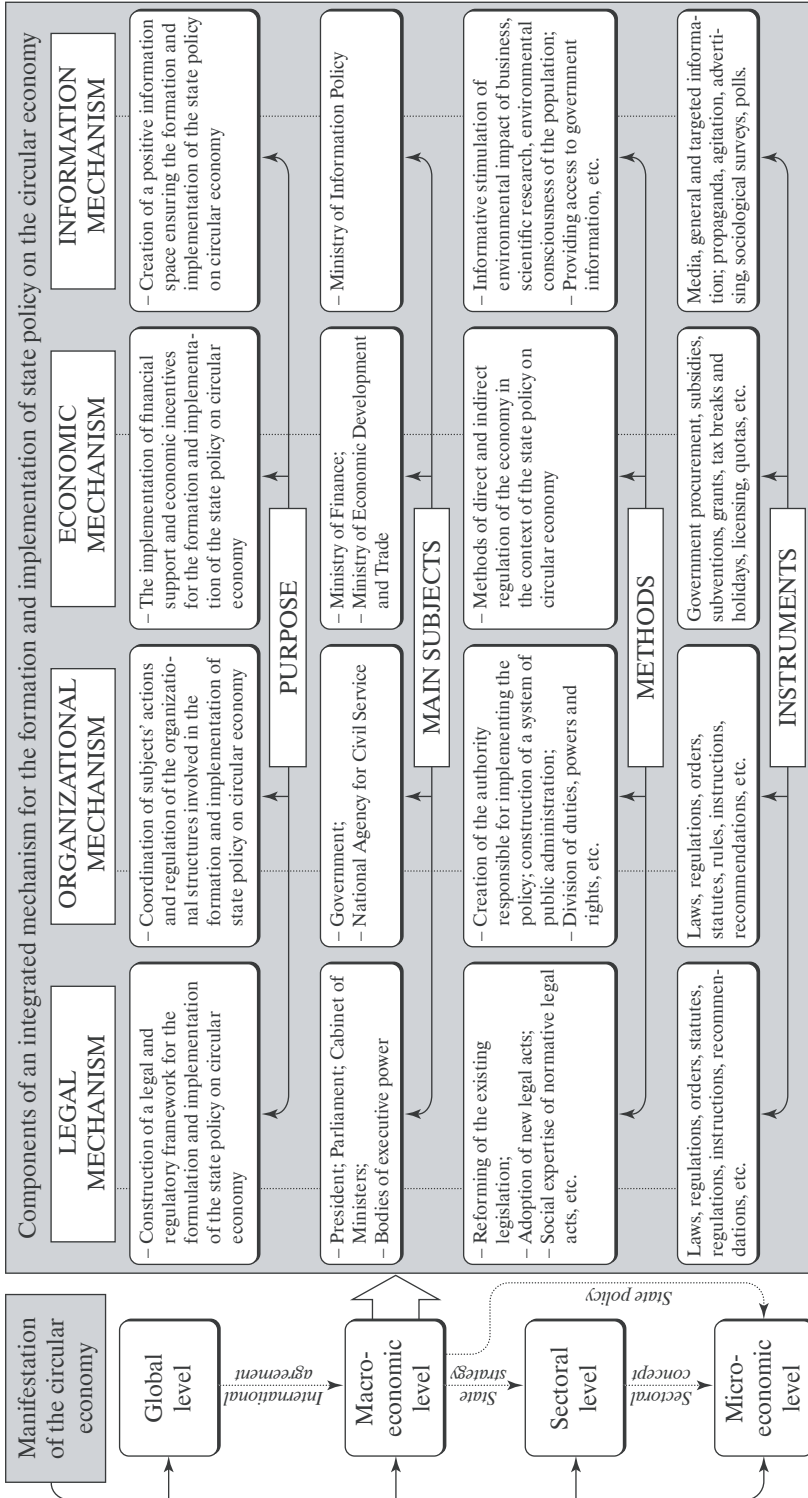 Manifestation
of the circular
economy
Global
level
International
agreement
Macro-
economic
level
State
strategy
State policy
Sectoral
level
Sectoral
concept
Micro-
economic
level
Components of an integrated mechanism for the formation and implementation of state policy on the circular economy
LEGAL
MECHANISM
ORGANIZATIONAL
MECHANISM
ECONOMIC
MECHANISM
INFORMATION
MECHANISM
– Construction of a legal and
regulatory framework for the
formulation and implementation
of the state policy on circular
economy
– Coordination of subjects’ actions
and regulation of the organizatio-
nal structures involved in the
formation and implementation of
state policy on circular economy
– The implementation of financial
support and economic incentives
for the formation and implementa-
tion of the state policy on circular
economy
– Creation of a positive information
space ensuring the formation and
implementation of the state policy
on circular economy
PURPOSE
– President; Parliament; Cabinet of
Ministers;
– Bodies of executive power
– Government;
– National Agency for Civil Service
– Ministry of Finance;
– Ministry of Economic Development
and Trade
– Ministry of Information Policy
MAIN SUBJECTS
– Reforming of the existing
legislation;
– Adoption of new legal acts;
– Social expertise of normative legal
acts, etc.
– Creation of the authority
responsible for implementing the
policy; construction of a system of
public administration;
– Division of duties, powers and
rights, etc.
– Methods of direct and indirect
regulation of the economy in
the context of the state policy on
circular economy
– Informative stimulation of
environmental impact of business,
scientific research, environmental
consciousness of the population;
– Providing access to government
information, etc.
METHODS
Laws, regulations, orders, statutes,
regulations, instructions, recommen-
dations, etc.
Laws, regulations, orders,
statutes, rules, instructions,
recommendations, etc.
Government procurement, subsidies,
subventions, grants, tax breaks and
holidays, licensing, quotas, etc.
Media, general and targeted informa-
tion; propaganda, agitation, adverti-
sing, sociological surveys, polls.
INSTRUMENTS